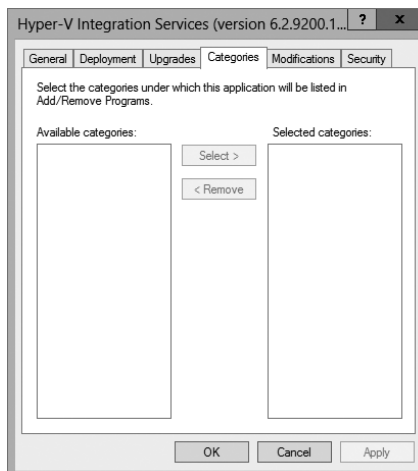 Hyper-V Integration Services (version 6.2.9200.1... ? x
General Deployment Upgrades Categories Modifications Security
Select the categories under which this application will be listed in
Add/Remove Programs.
Available categories: Selected categories:
Select >
< Remove
OK Cancel Apply